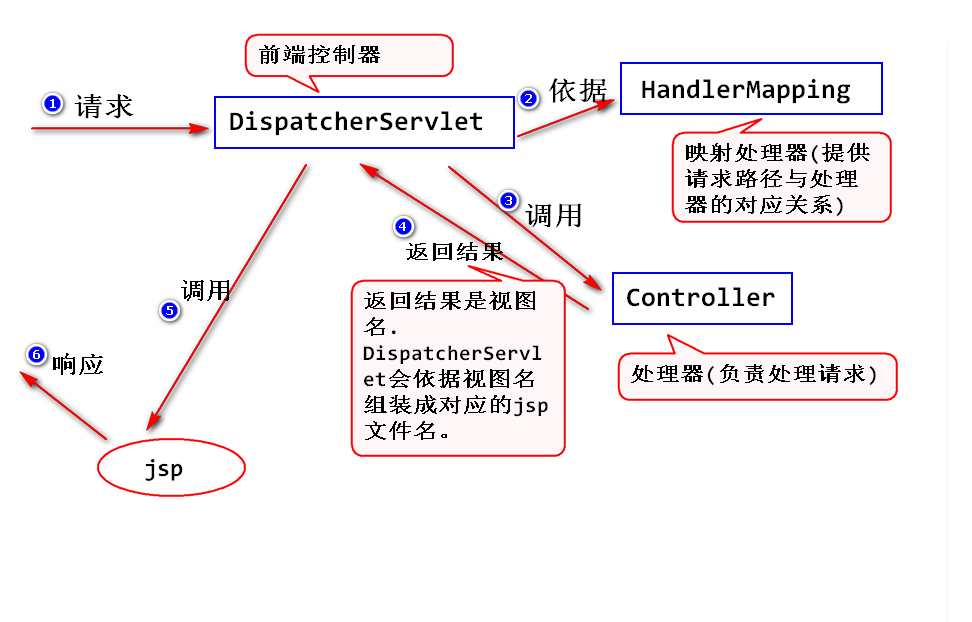 前端控制器
1 请求
DispatcherServlet
2 依据
HandlerMapping
映射处理器(提供
请求路径与处理
器的对应关系)
3 调用
4
返回结果
返回结果是视图
名.
DispatcherServl
et会依据视图名
组装成对应的jsp
文件名。
Controller
处理器(负责处理请求)
调用
5
6 响应
jsp